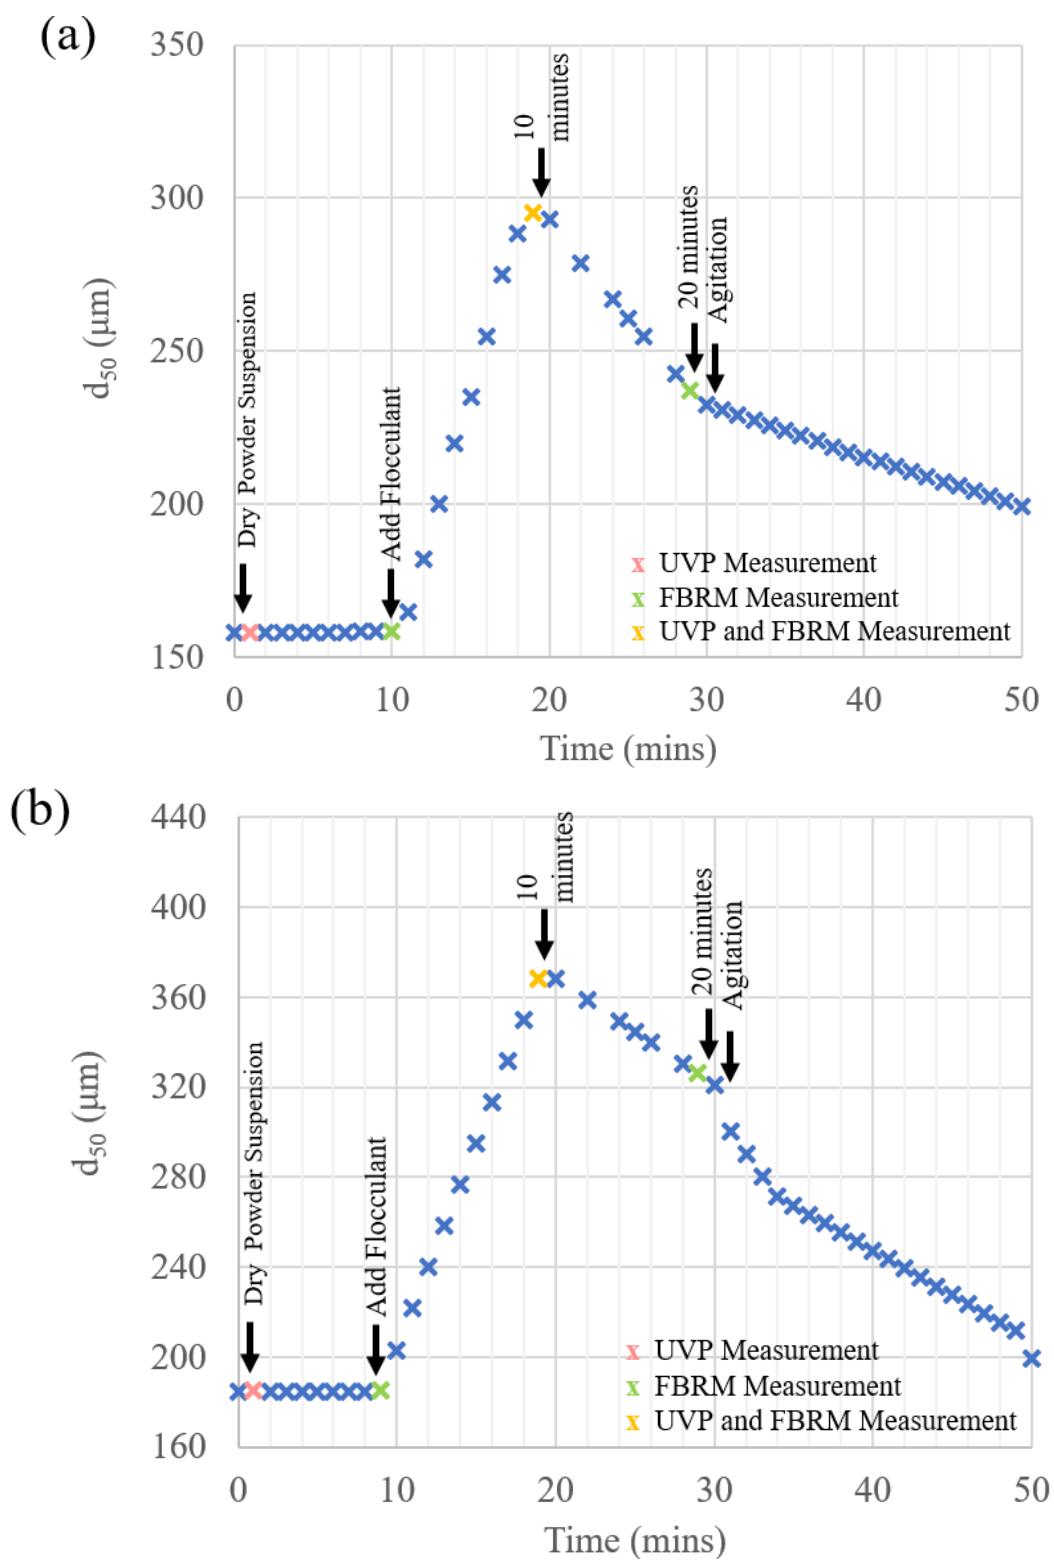 (a)
350
300
250
200
150
d50 (μm)
Dry Powder Suspension
Add Flocculant
10
minutes
20 minutes
Agitation
x UVP Measurement
x FBRM Measurement
x UVP and FBRM Measurement
0 10 20 30 40 50
Time (mins)
(b)
440
400
360
320
280
240
200
160
d50 (μm)
Dry Powder Suspension
Add Flocculant
10
minutes
20 minutes
Agitation
x UVP Measurement
x FBRM Measurement
x UVP and FBRM Measurement
0 10 20 30 40 50
Time (mins)